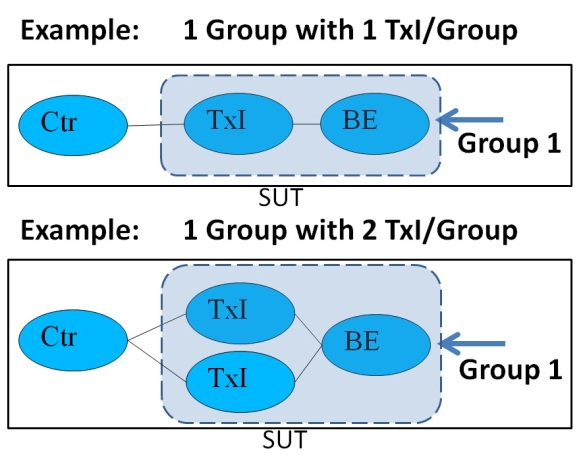 Example: 1 Group with 1 TxI/Group
Ctr TxI BE
Group 1
SUT
Example: 1 Group with 2 TxI/Group
TxI
Ctr BE
TxI
Group 1
SUT